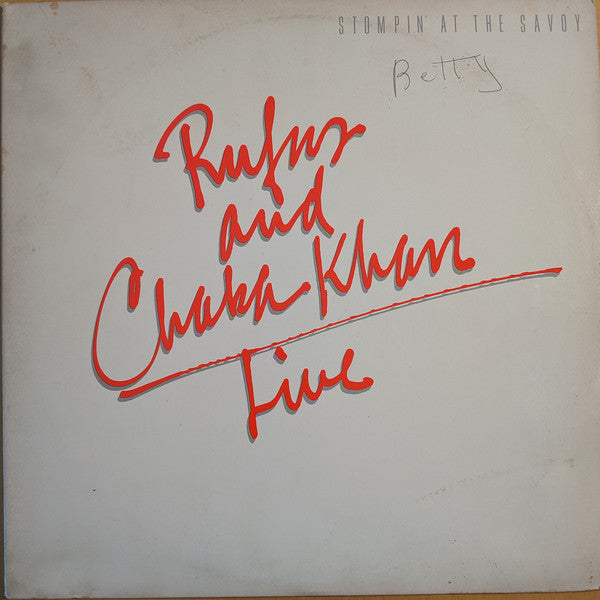 STOMPIN' AT THE SAVOY
Betty
Rufus
and
Chaka Khan
Live